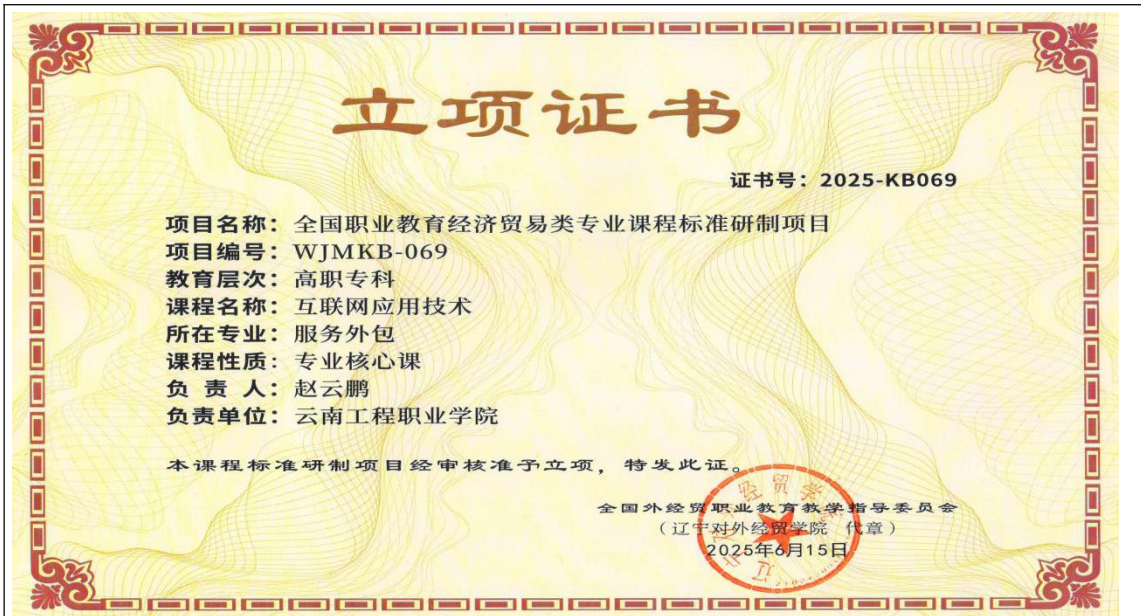 立项证书
证书号：2025-KB069
项目名称：全国职业教育经济贸易类专业课程标准研制项目
项目编号：WJMKB-069
教育层次：高职专科
课程名称：互联网应用技术
所在专业：服务外包
课程性质：专业核心课
负 责 人：赵云鹏
负责单位：云南工程职业学院
本课程标准研制项目经审核准予立项，特发此证。
全国外经贸职业教育教学指导委员会
（辽宁对外经贸学院 代章）
2025年6月15日